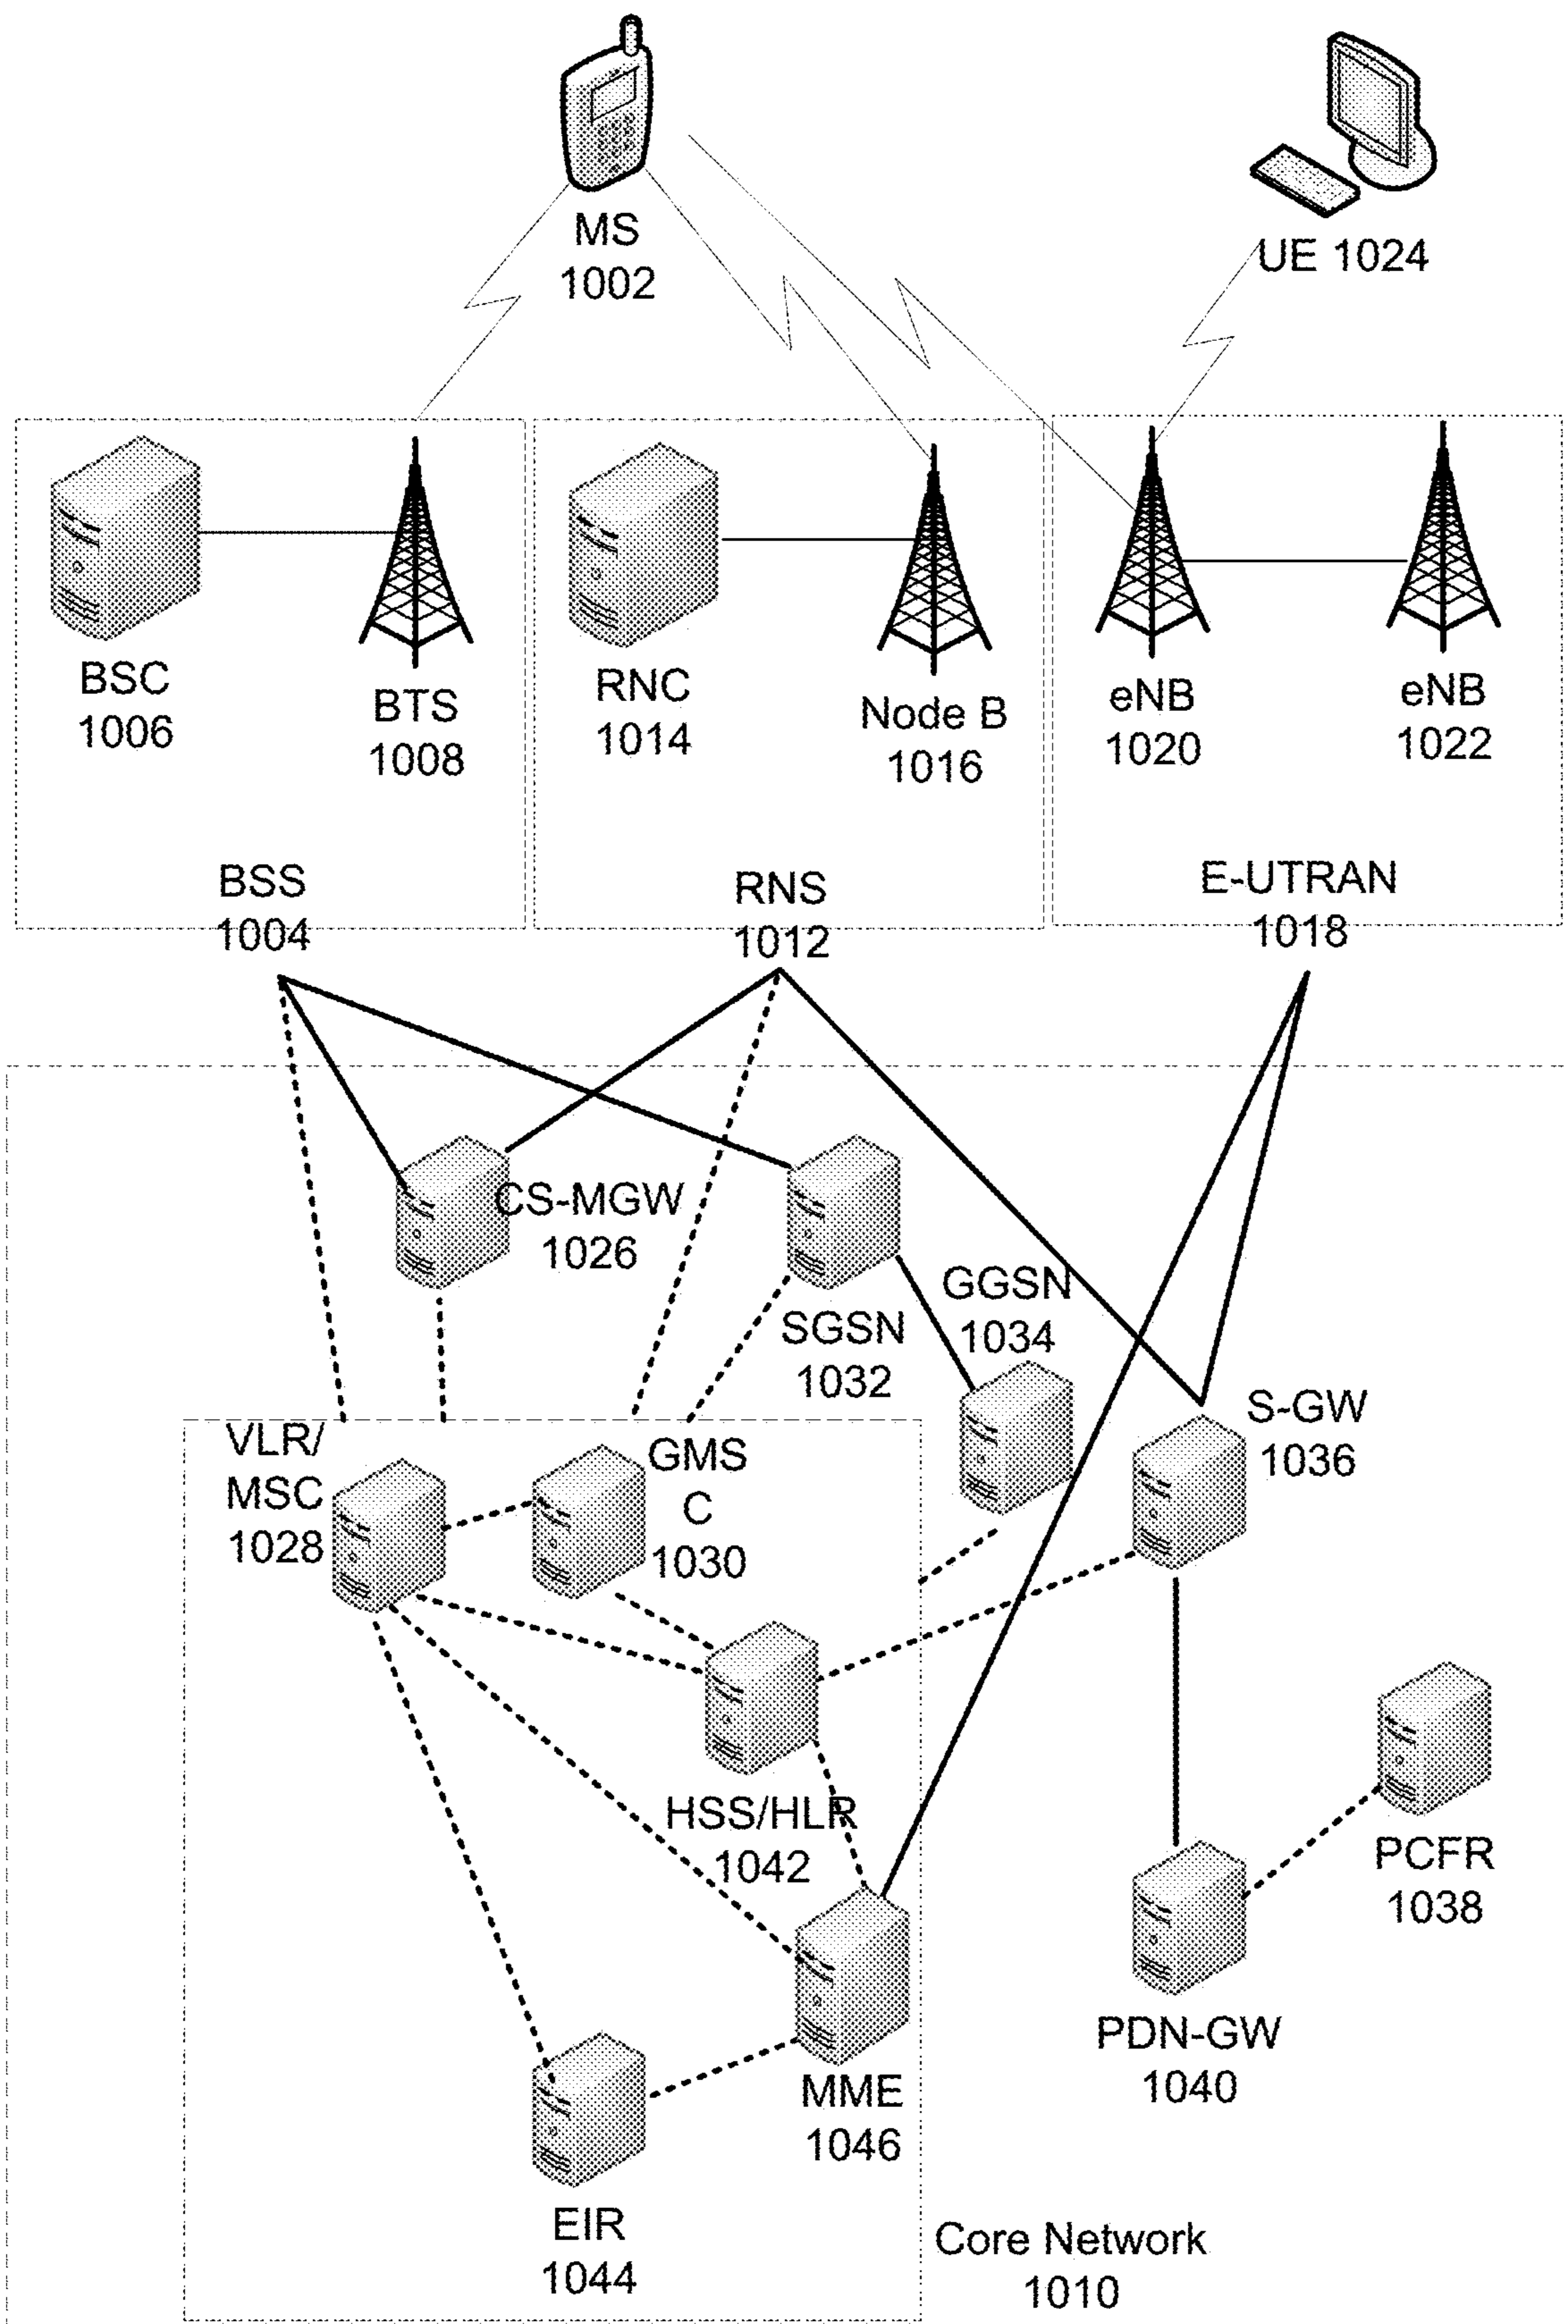 MS
1002
UE 1024
BSC
1006
BTS
1008
RNC
1014
Node B
1016
eNB
1020
eNB
1022
BSS
1004
RNS
1012
E-UTRAN
1018
CS-MGW
1026
SGSN
1032
GGSN
1034
S-GW
1036
VLR/
MSC
1028
GMS
C
1030
HSS/HLR
1042
PCFR
1038
PDN-GW
1040
MME
1046
EIR
1044
Core Network
1010